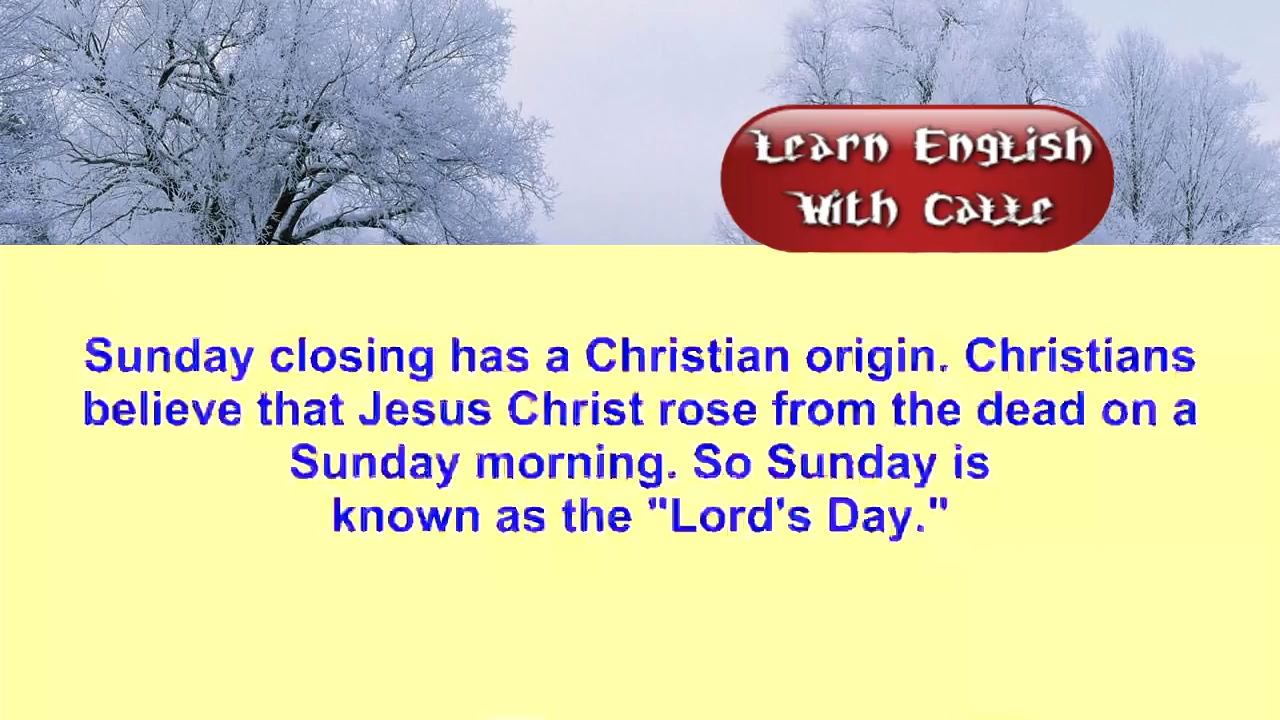 Learn English
With Calle
Sunday closing has a Christian origin. Christians
believe that Jesus Christ rose from the dead on a
Sunday morning. So Sunday is
known as the "Lord's Day."